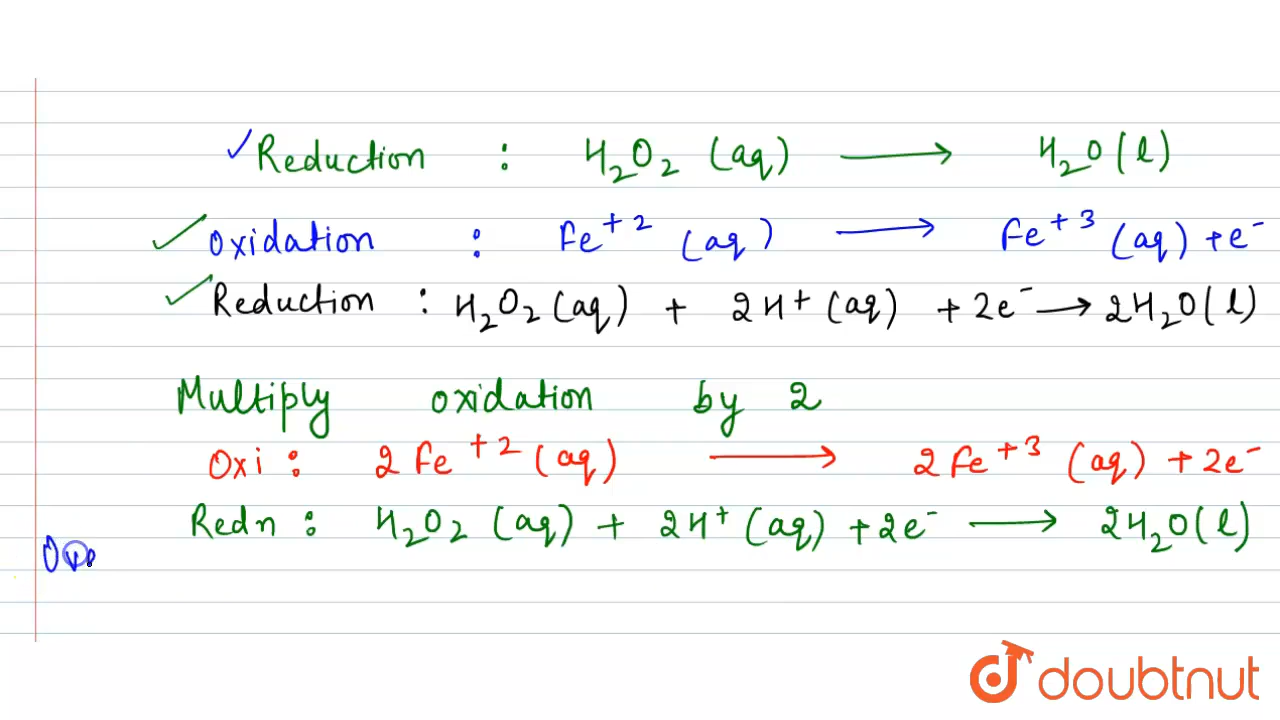 ✓Reduction : H₂O₂ (aq) ⟶ H₂O(l)
✓Oxidation : Fe⁺² (aq) ⟶ Fe⁺³ (aq) + e⁻
✓Reduction : H₂O₂(aq) + 2H⁺(aq) + 2e⁻ ⟶ 2H₂O(l)
Multiply oxidation by 2
Oxi : 2Fe⁺²(aq) ⟶ 2Fe⁺³ (aq) + 2e⁻
Redn : H₂O₂ (aq) + 2H⁺ (aq) + 2e⁻ ⟶ 2H₂O(l)
doubtnut